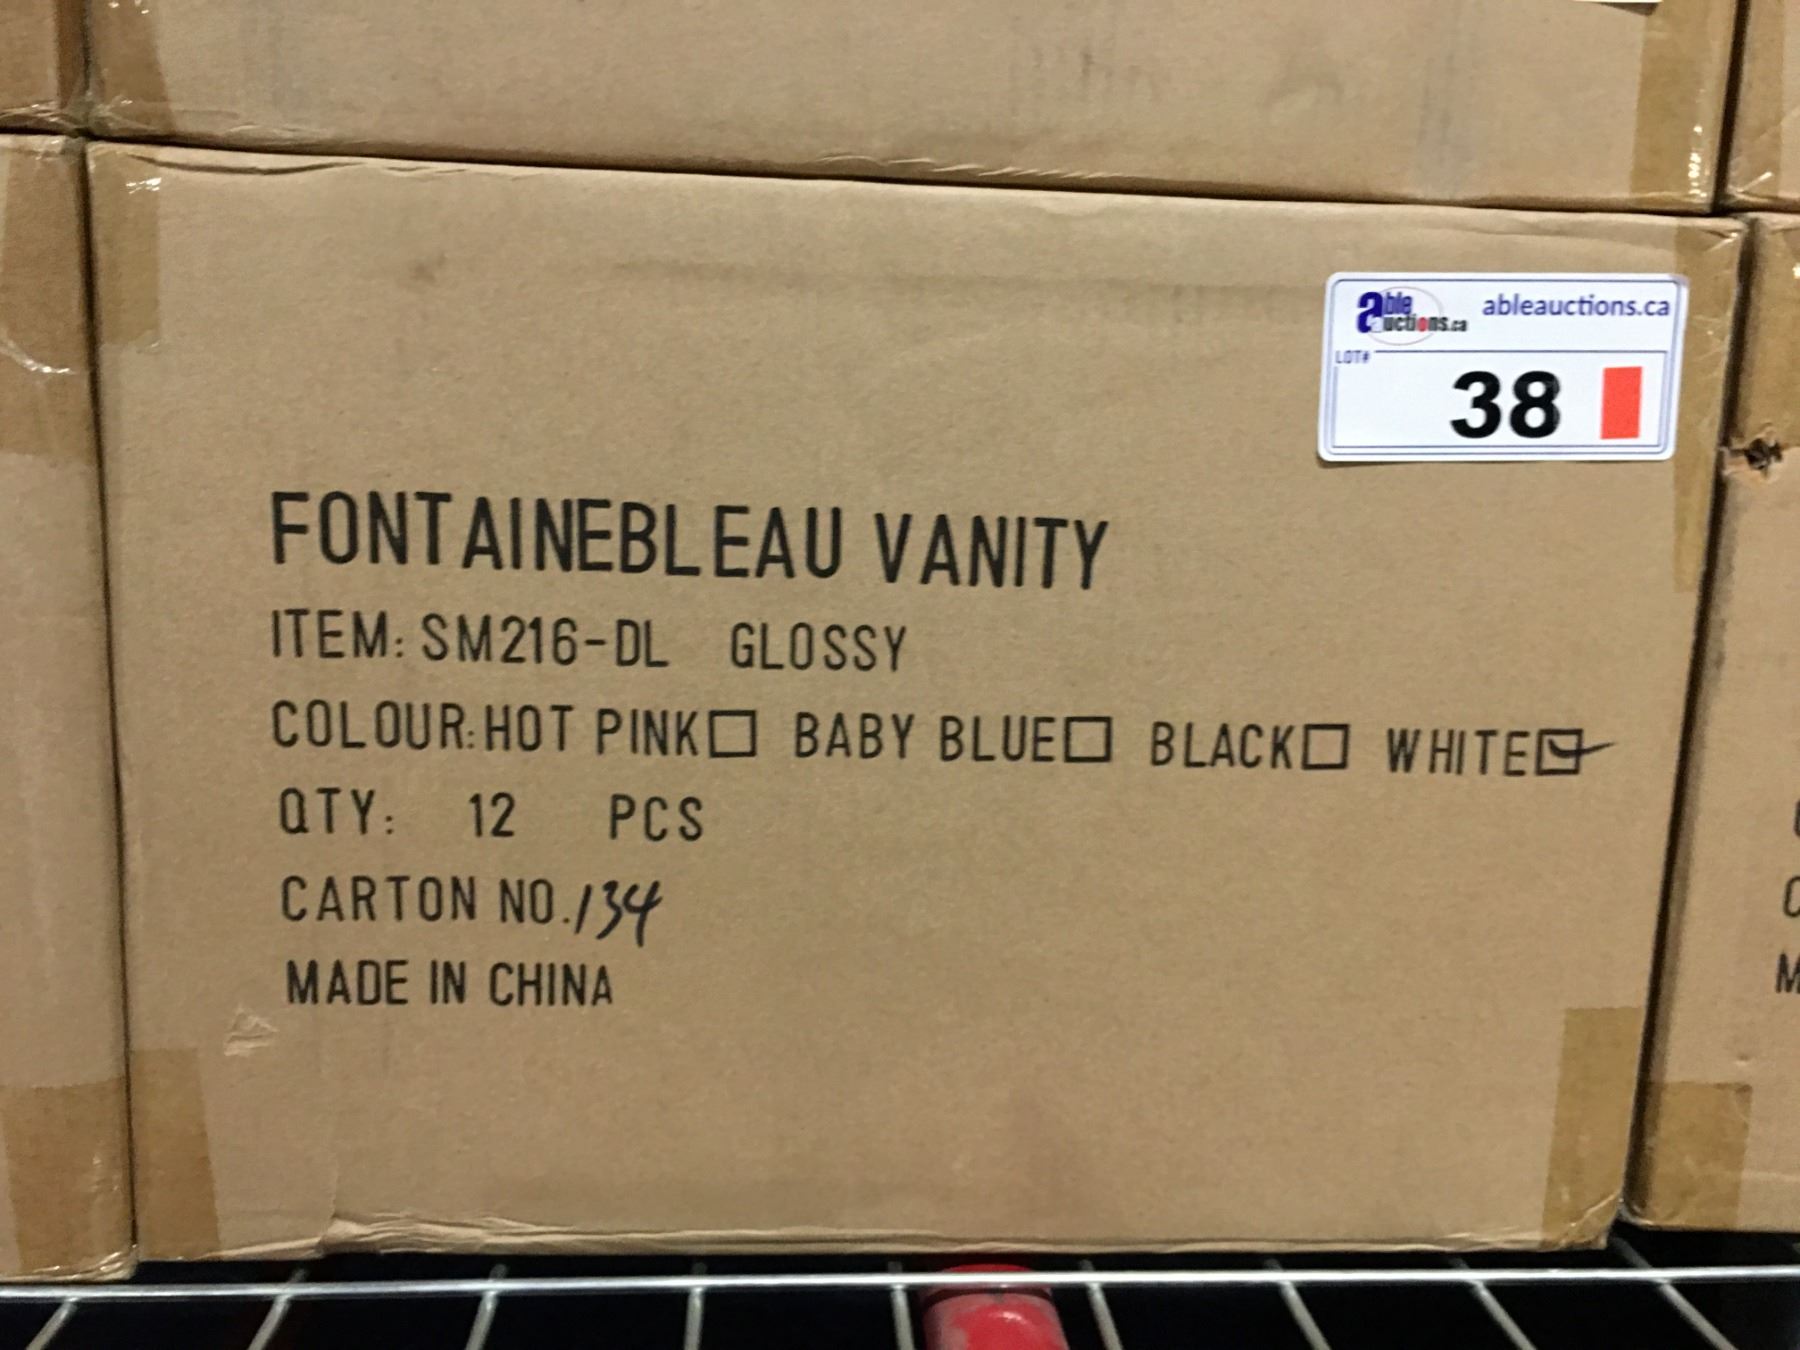 able auctions.ca ableauctions.ca
LOT#
38
FONTAINEBLEAU VANITY
ITEM: SM216-DL GLOSSY
COLOUR: HOT PINK☐ BABY BLUE☐ BLACK☐ WHITE☑
QTY: 12 PCS
CARTON NO. 134
MADE IN CHINA